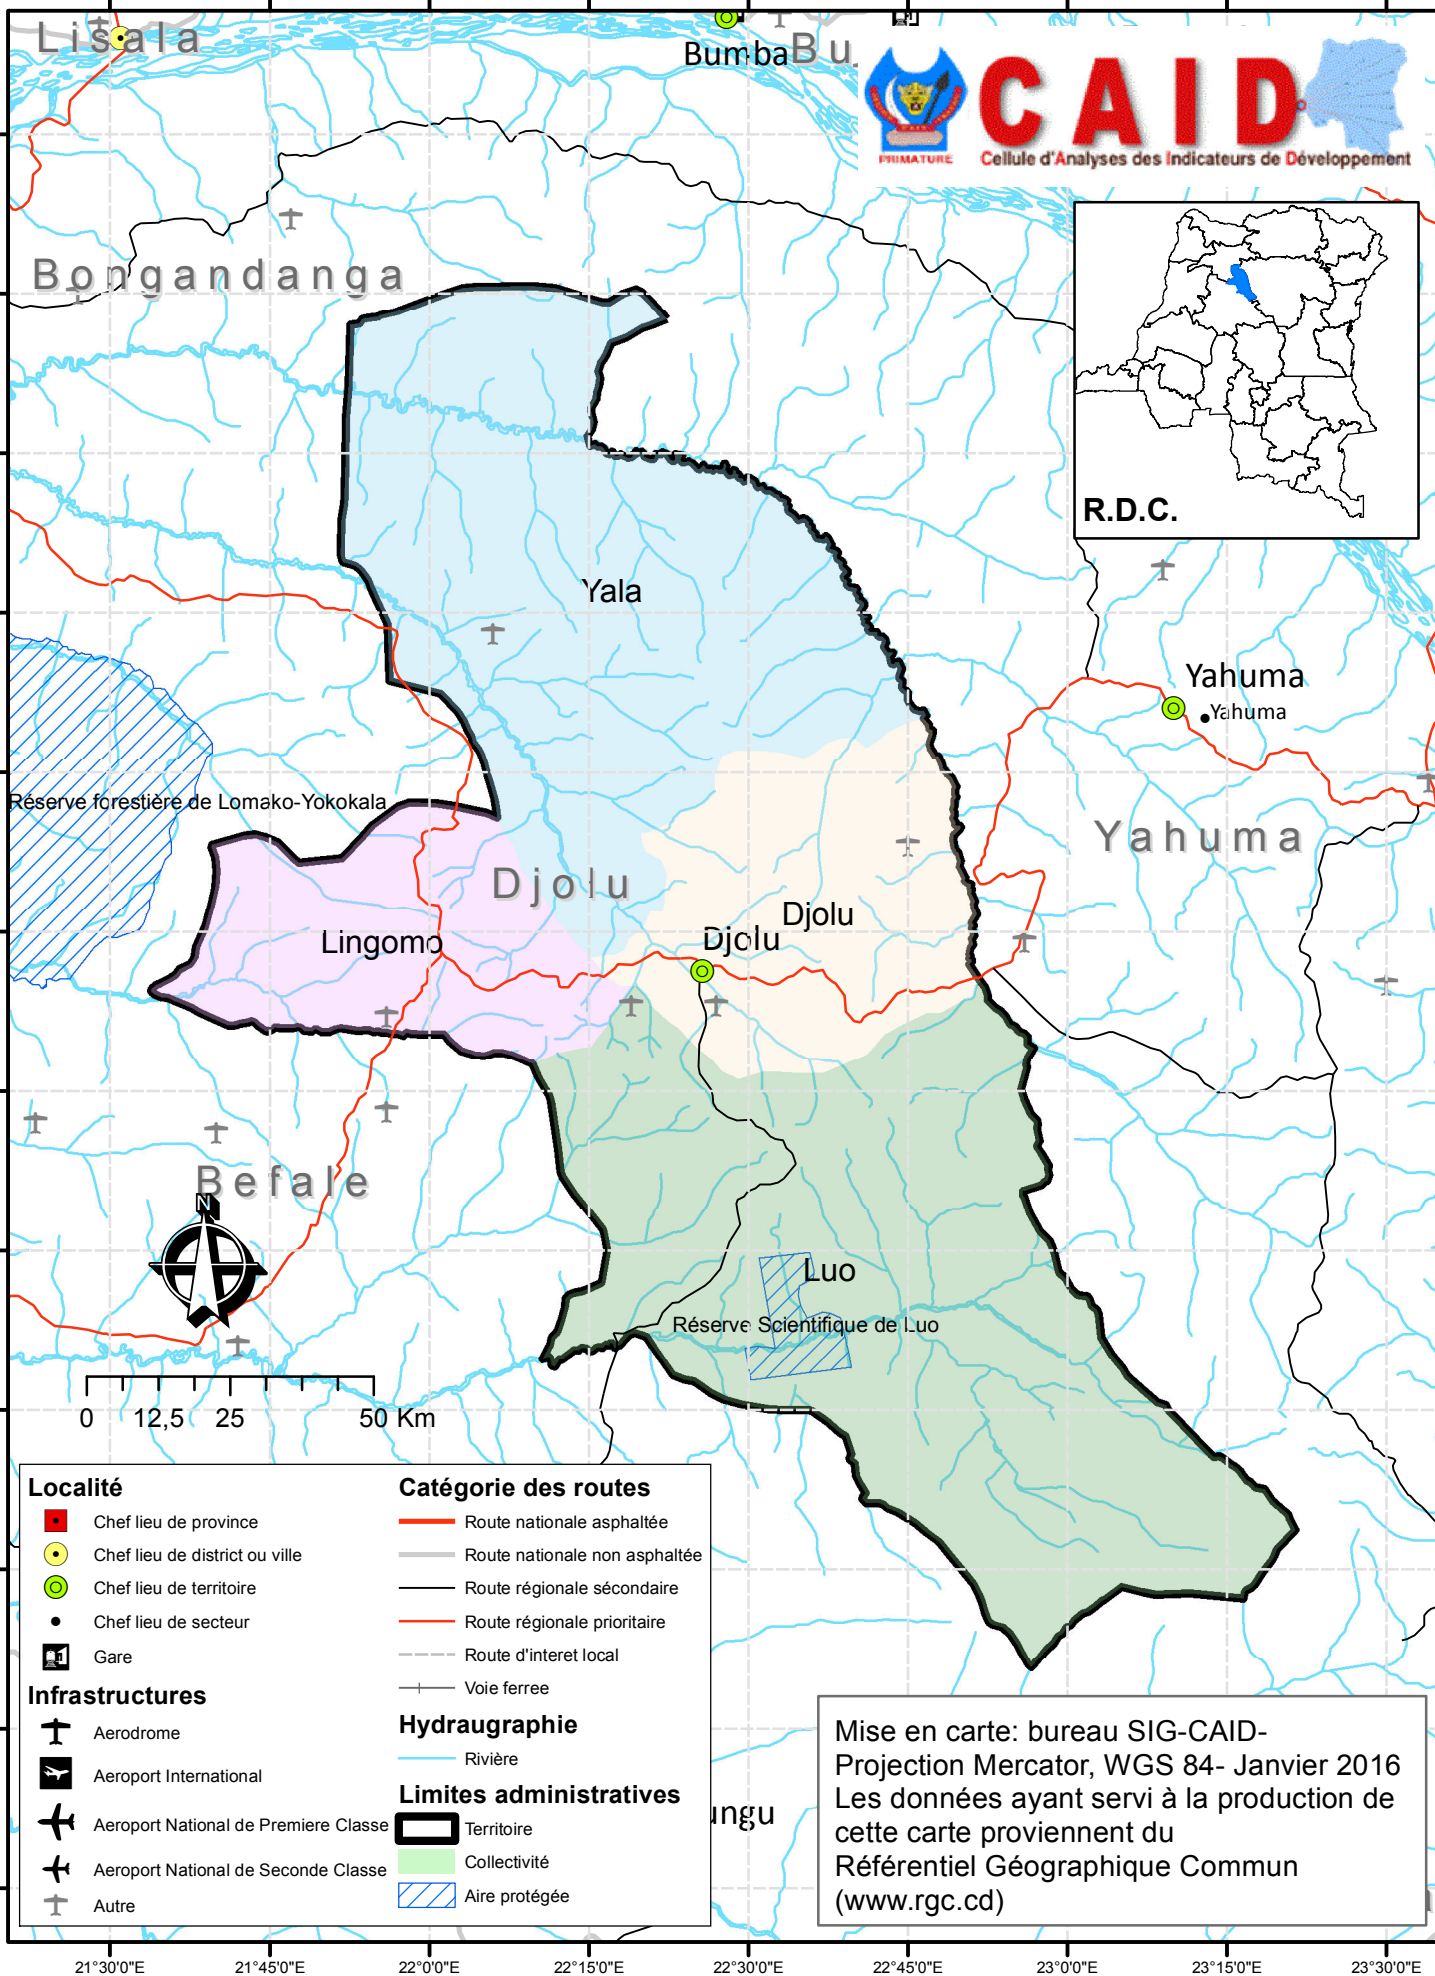 Lisala
Bumba
Bu
CAID
PRIMATURE
Cellule d'Analyses des Indicateurs de Développement
Bongandanga
R.D.C.
Yala
Yahuma
Yahuma
Réserve forestière de Lomako-Yokokala
Yahuma
Djolu
Djolu
Djolu
Lingomo
Befale
N
Luo
Réserve Scientifique de Luo
0 12,5 25 50 Km
Localité
Chef lieu de province
Chef lieu de district ou ville
Chef lieu de territoire
Chef lieu de secteur
Gare
Infrastructures
Aerodrome
Aeroport International
Aeroport National de Premiere Classe
Aeroport National de Seconde Classe
Autre
Catégorie des routes
Route nationale asphaltée
Route nationale non asphaltée
Route régionale sécondaire
Route régionale prioritaire
Route d'interet local
Voie ferree
Hydraugraphie
Rivière
Limites administratives
Territoire
Collectivité
Aire protégée
ungu
Mise en carte: bureau SIG-CAID-
Projection Mercator, WGS 84- Janvier 2016
Les données ayant servi à la production de
cette carte proviennent du
Référentiel Géographique Commun
(www.rgc.cd)
21°30'0"E 21°45'0"E 22°0'0"E 22°15'0"E 22°30'0"E 22°45'0"E 23°0'0"E 23°15'0"E 23°30'0"E